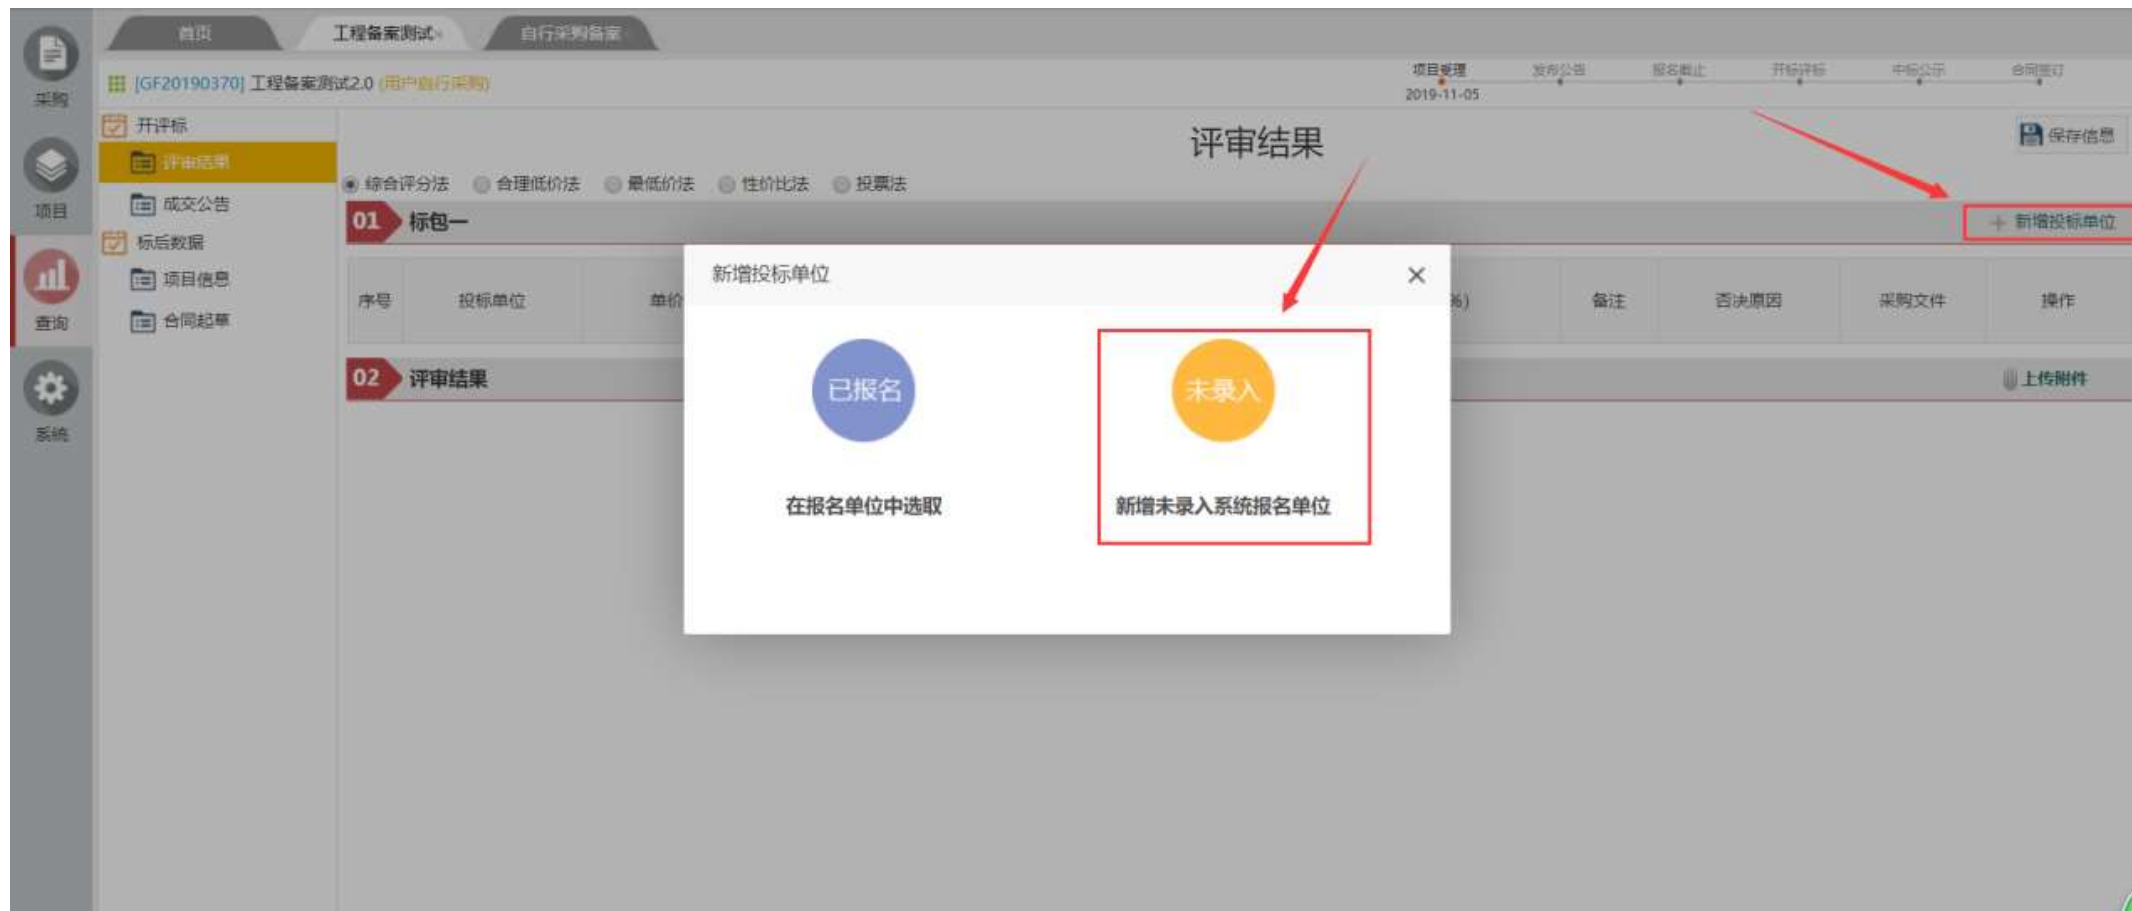 首页
工程备案测试×
自行采购备案
采购
[GF20190370] 工程备案测试2.0 (用户自行采购)
项目受理
发布公告
报名截止
开标评标
中标公示
合同签订
2019-11-05
开评标
评审结果
成交公告
标后数据
项目信息
合同起草
项目
查询
系统
评审结果
保存信息
综合评分法
合理低价法
最低价法
性价比法
投票法
01 标包一
新增投标单位
序号
投标单位
单价
%)
备注
否决原因
采购文件
操作
02 评审结果
上传附件
新增投标单位
已报名
未录入
在报名单位中选取
新增未录入系统报名单位